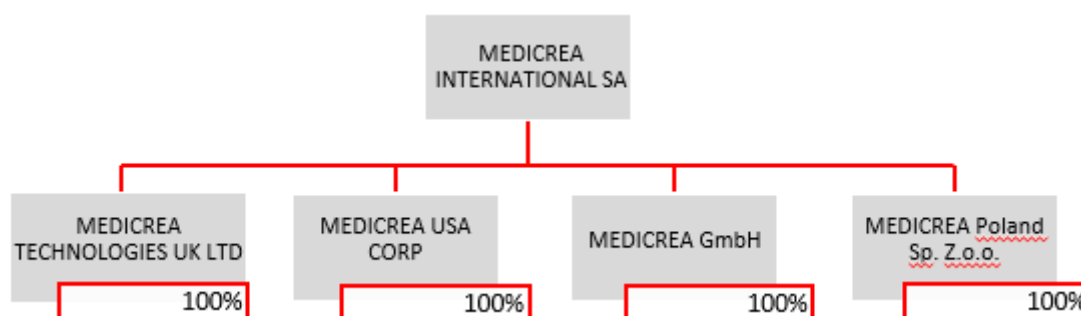 MEDICREA
INTERNATIONAL SA
MEDICREA
TECHNOLOGIES UK LTD
100%
MEDICREA USA
CORP
100%
MEDICREA GmbH
100%
MEDICREA Poland
Sp. Z.o.o.
100%